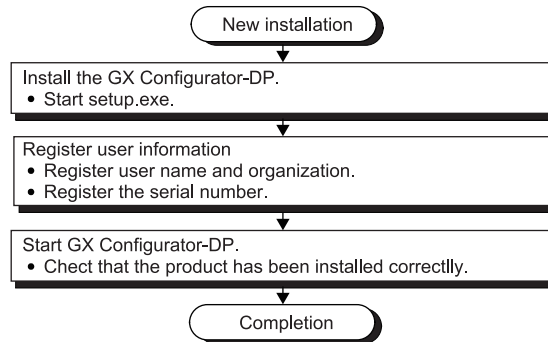 New installation
Install the GX Configurator-DP.
• Start setup.exe.
Register user information
• Register user name and organization.
• Register the serial number.
Start GX Configurator-DP.
• Chect that the product has been installed correctlly.
Completion